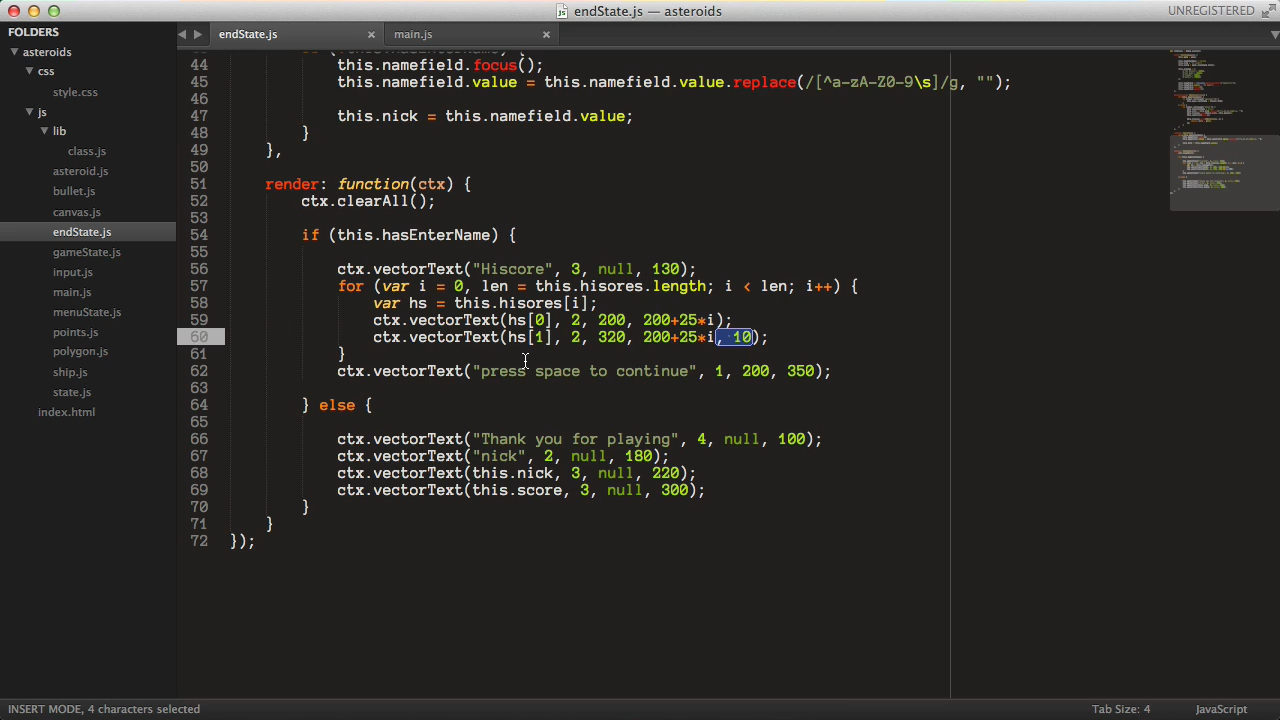 endState.js — asteroids
UNREGISTERED
FOLDERS
asteroids
css
style.css
js
lib
class.js
asteroid.js
bullet.js
canvas.js
endState.js
gameState.js
input.js
main.js
menuState.js
points.js
polygon.js
ship.js
state.js
index.html
endState.js
main.js
44 this.namefield.focus();
45 this.namefield.value = this.namefield.value.replace(/[^a-zA-Z0-9\s]/g, "");
46
47 this.nick = this.namefield.value;
48 }
49 },
50
51 render: function(ctx) {
52 ctx.clearAll();
53
54 if (this.hasEnterName) {
55
56 ctx.vectorText("Hiscore", 3, null, 130);
57 for (var i = 0, len = this.hisores.length; i < len; i++) {
58 var hs = this.hisores[i];
59 ctx.vectorText(hs[0], 2, 200, 200+25*i);
60 ctx.vectorText(hs[1], 2, 320, 200+25*i, 10);
61 }
62 ctx.vectorText("press space to continue", 1, 200, 350);
63
64 } else {
65
66 ctx.vectorText("Thank you for playing", 4, null, 100);
67 ctx.vectorText("nick", 2, null, 180);
68 ctx.vectorText(this.nick, 3, null, 220);
69 ctx.vectorText(this.score, 3, null, 300);
70 }
71 }
72 });
INSERT MODE, 4 characters selected
Tab Size: 4
JavaScript